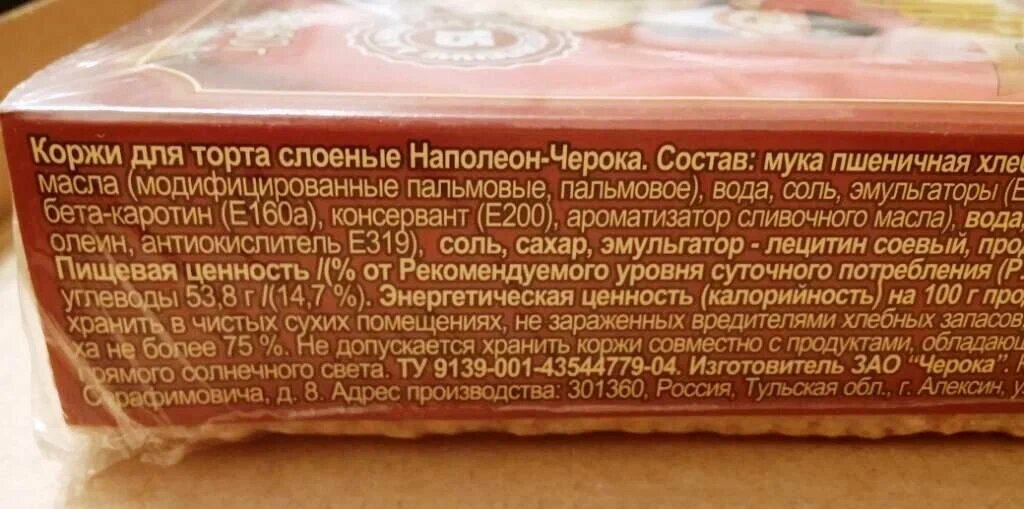 Коржи для торта слоеные Наполеон-Черока. Состав: мука пшеничная хлеб
масла (модифицированные пальмовые, пальмовое), вода, соль, эмульгаторы (Е
бета-каротин (Е160а), консервант (Е200), ароматизатор сливочного масла), вода,
олеин, антиокислитель Е319), соль, сахар, эмульгатор - лецитин соевый, про
Пищевая ценность /(% от Рекомендуемого уровня суточного потребления (Р
углеводы 53,8 г /(14,7 %). Энергетическая ценность (калорийность) на 100 г про
хранить в чистых сухих помещениях, не зараженных вредителями хлебных запасов
ха не более 75 %. Не допускается хранить коржи совместно с продуктами, обладаю
прямого солнечного света. ТУ 9139-001-43544779-04. Изготовитель ЗАО "Черока".
Серафимовича, д. 8. Адрес производства: 301360, Россия, Тульская обл., г. Алексин, у